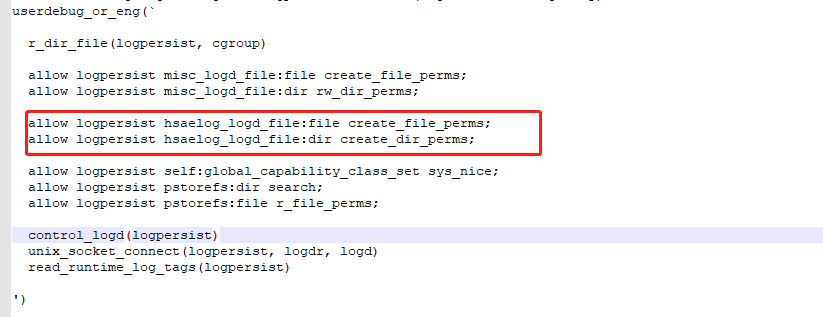 userdebug_or_eng(`
r_dir_file(logpersist, cgroup)
allow logpersist misc_logd_file:file create_file_perms;
allow logpersist misc_logd_file:dir rw_dir_perms;
allow logpersist hsaelog_logd_file:file create_file_perms;
allow logpersist hsaelog_logd_file:dir create_dir_perms;
allow logpersist self:global_capability_class_set sys_nice;
allow logpersist pstorefs:dir search;
allow logpersist pstorefs:file r_file_perms;
control_logd(logpersist)
unix_socket_connect(logpersist, logdr, logd)
read_runtime_log_tags(logpersist)
')